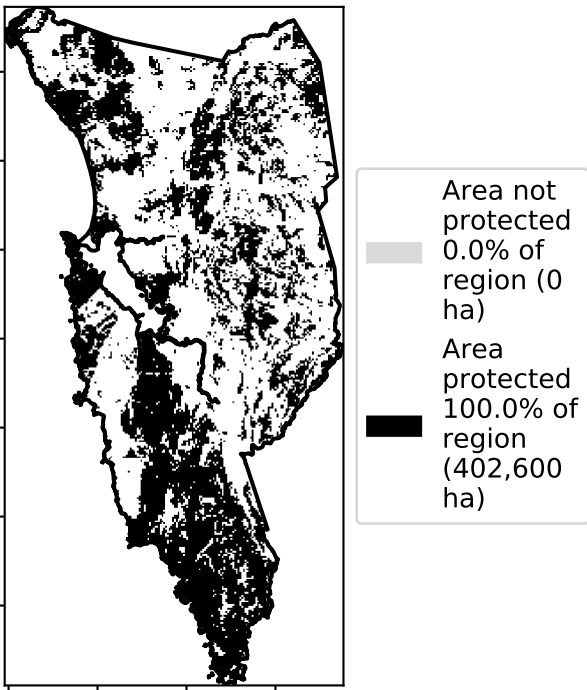 Area not
protected
0.0% of
region (0
ha)
Area
protected
100.0% of
region
(402,600
ha)